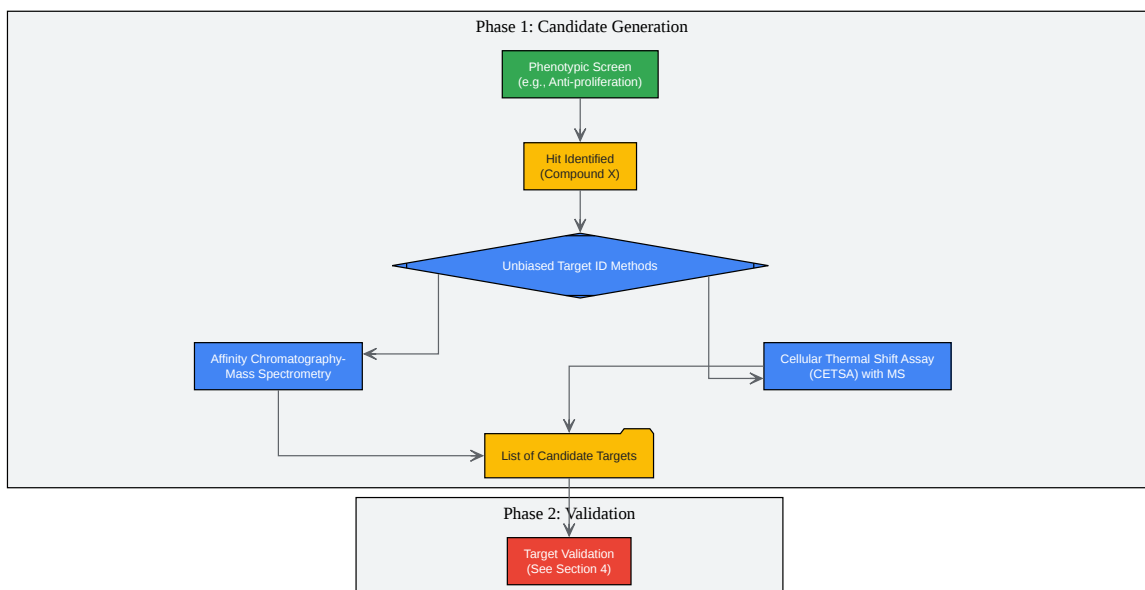 Phase 1: Candidate Generation
Phenotypic Screen
(e.g., Anti-proliferation)
Hit Identified
(Compound X)
Unbiased Target ID Methods
Affinity Chromatography-
Mass Spectrometry
Cellular Thermal Shift Assay
(CETSA) with MS
List of Candidate Targets
Phase 2: Validation
Target Validation
(See Section 4)